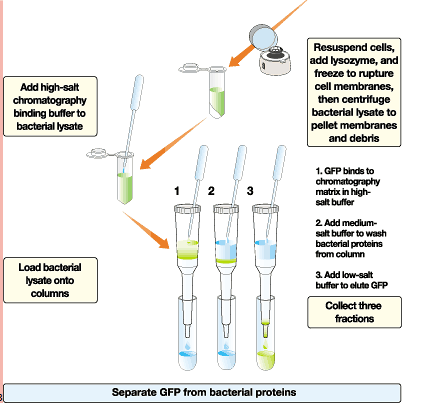 Resuspend cells,
add lysozyme, and
freeze to rupture
cell membranes,
then centrifuge
bacterial lysate to
pellet membranes
and debris
Add high-salt
chromatography
binding buffer to
bacterial lysate
1 2 3
1. GFP binds to
chromatography
matrix in high-
salt buffer
2. Add medium-
salt buffer to wash
bacterial proteins
from column
3. Add low-salt
buffer to elute GFP
Load bacterial
lysate onto
columns
Collect three
fractions
Separate GFP from bacterial proteins